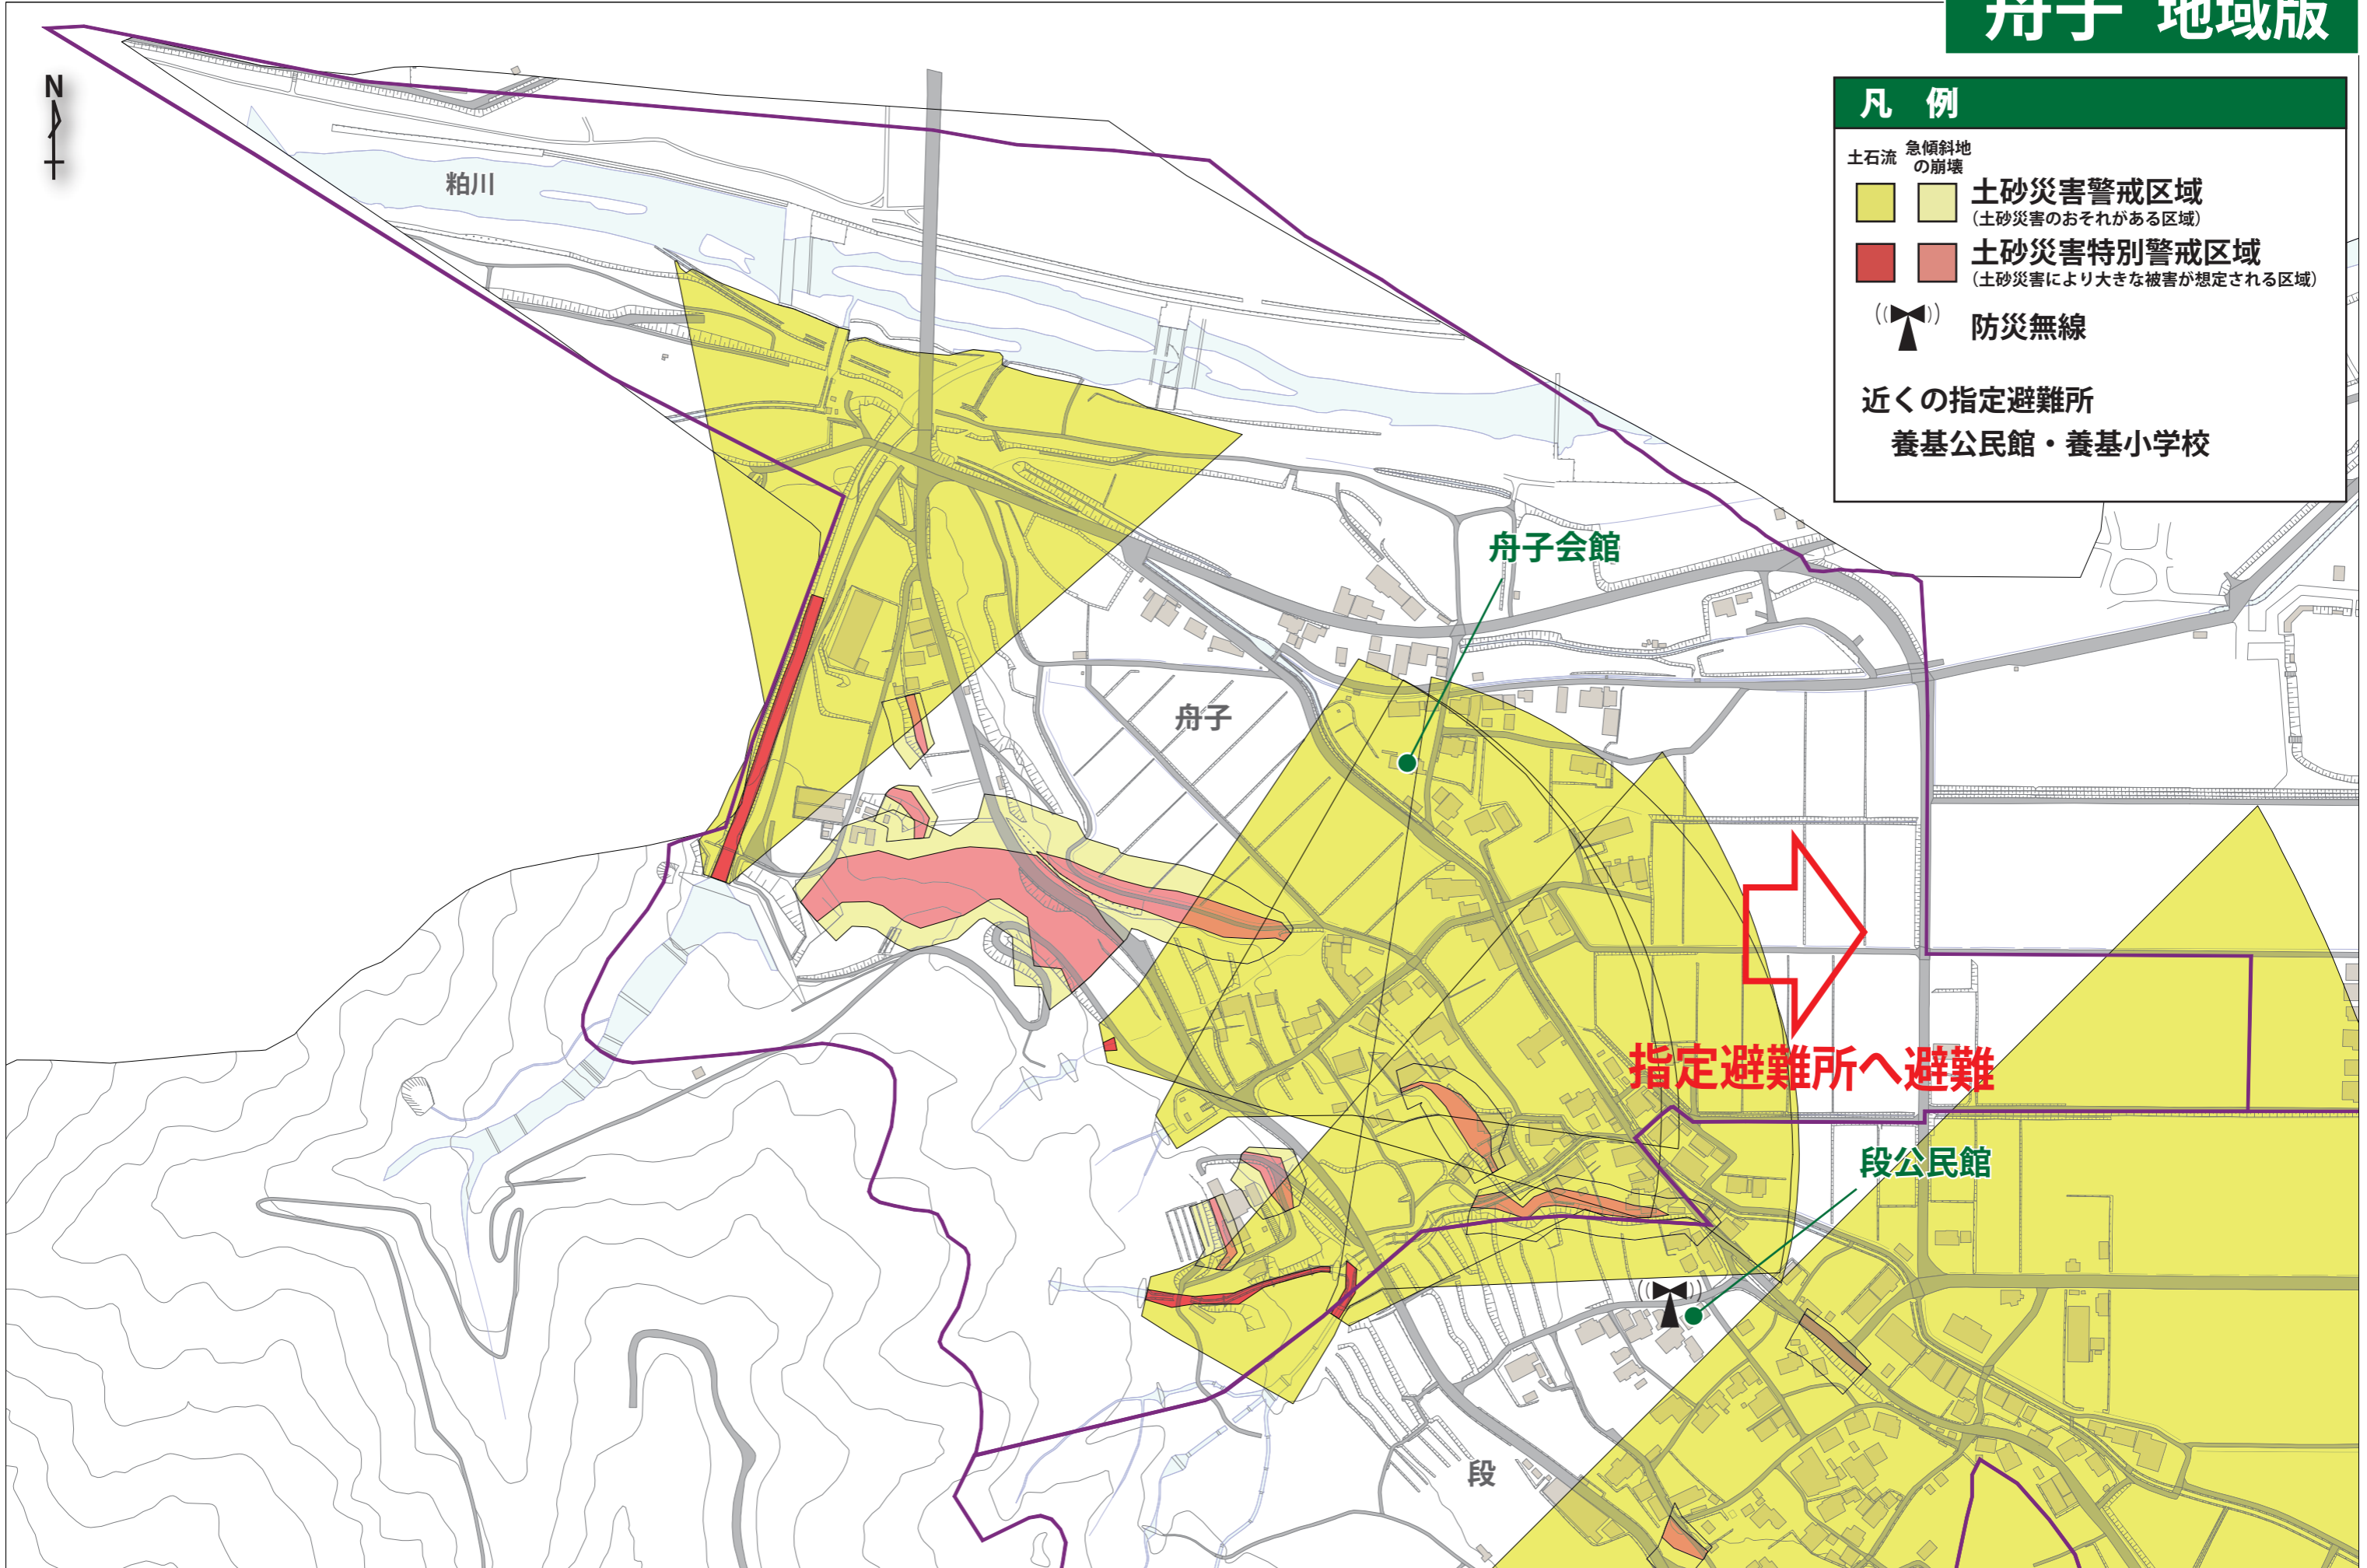 舟子 地域版
N
凡 例
土石流
急傾斜地
の崩壊
土砂災害警戒区域
（土砂災害のおそれがある区域）
土砂災害特別警戒区域
（土砂災害により大きな被害が想定される区域）
防災無線
近くの指定避難所
養基公民館・養基小学校
粕川
舟子会館
舟子
指定避難所へ避難
段公民館
段